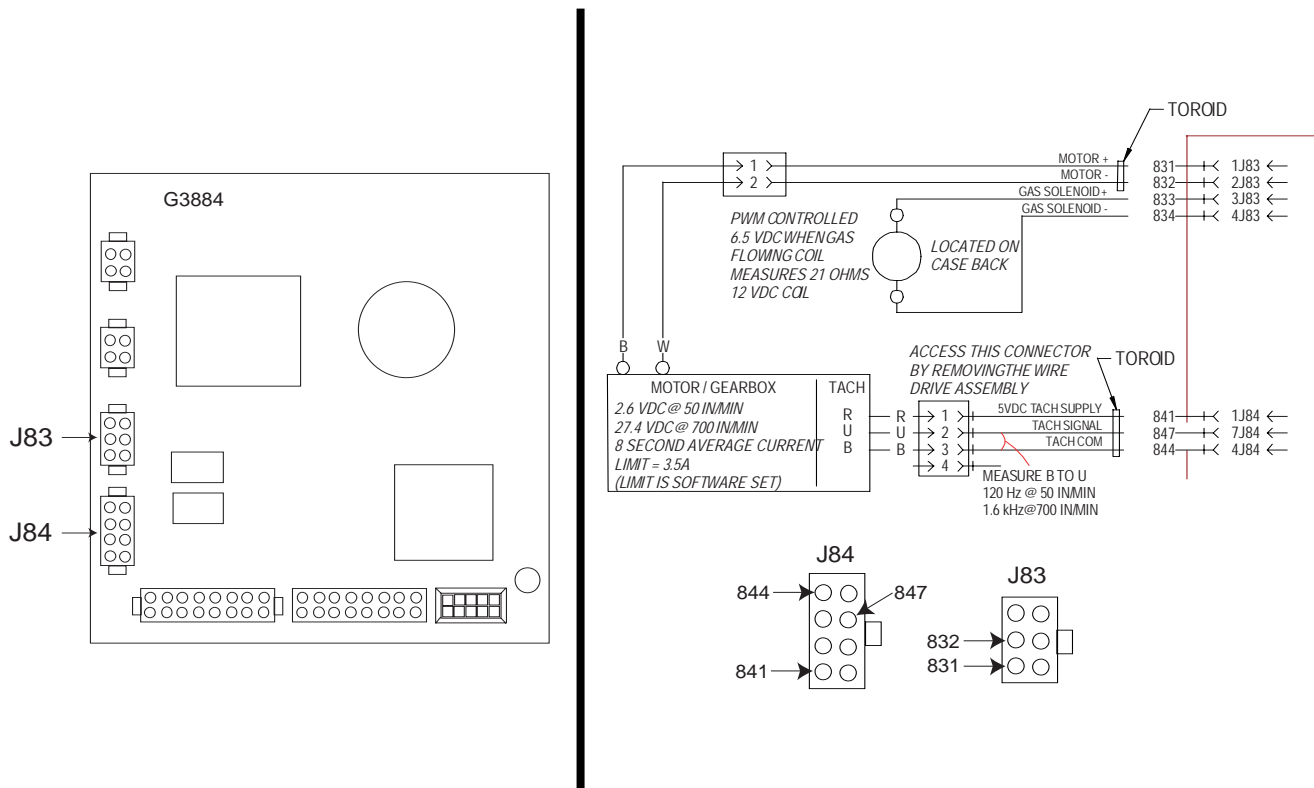 G3884
J83
J84
TOROID
1
2
MOTOR +
MOTOR -
GAS SOLENOID+
GAS SOLENOID -
831
832
833
834
1J83
2J83
3J83
4J83
PWM CONTROLLED
6.5 VDC WHEN GAS
FLOWING COIL
MEASURES 21 OHMS
12 VDC COIL
LOCATED ON
CASE BACK
B
W
ACCESS THIS CONNECTOR
BY REMOVING THE WIRE
DRIVE ASSEMBLY
TOROID
MOTOR / GEARBOX
2.6 VDC @ 50 IN/MIN
27.4 VDC @ 700 IN/MIN
8 SECOND AVERAGE CURRENT
LIMIT = 3.5A
(LIMIT IS SOFTWARE SET)
TACH
R
U
B
R
U
B
1
2
3
4
5VDC TACH SUPPLY
TACH SIGNAL
TACH COM
841
847
844
1J84
7J84
4J84
MEASURE B TO U
120 Hz @ 50 IN/MIN
1.6 kHz@700 IN/MIN
J84
844
847
841
J83
832
831